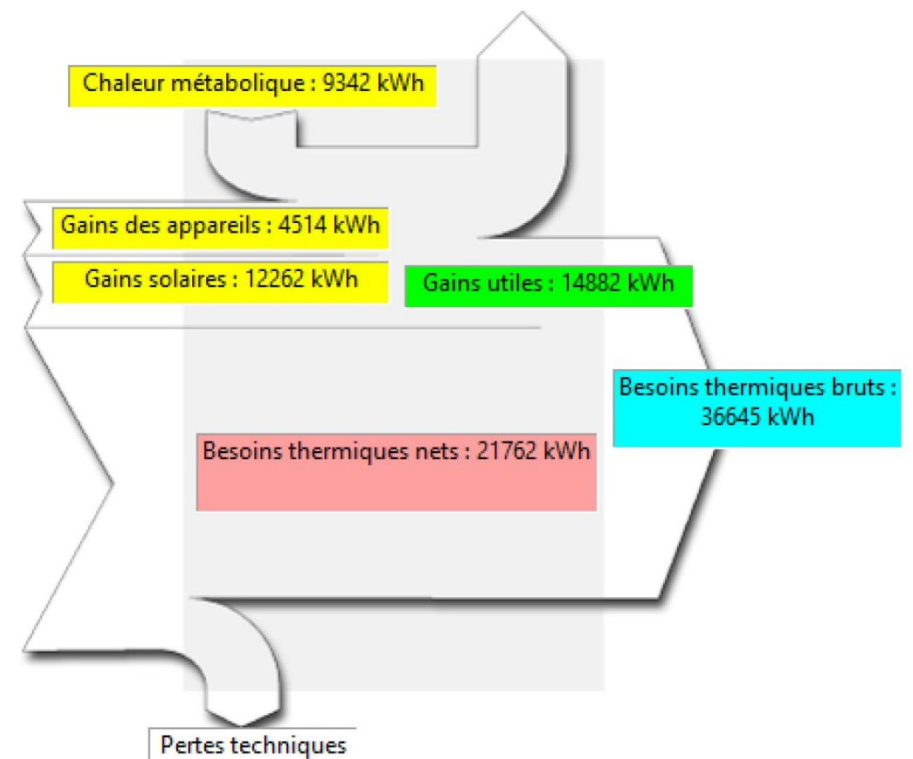 Chaleur métabolique : 9342 kWh
Gains des appareils : 4514 kWh
Gains solaires : 12262 kWh
Gains utiles : 14882 kWh
Besoins thermiques bruts :
36645 kWh
Besoins thermiques nets : 21762 kWh
Pertes techniques